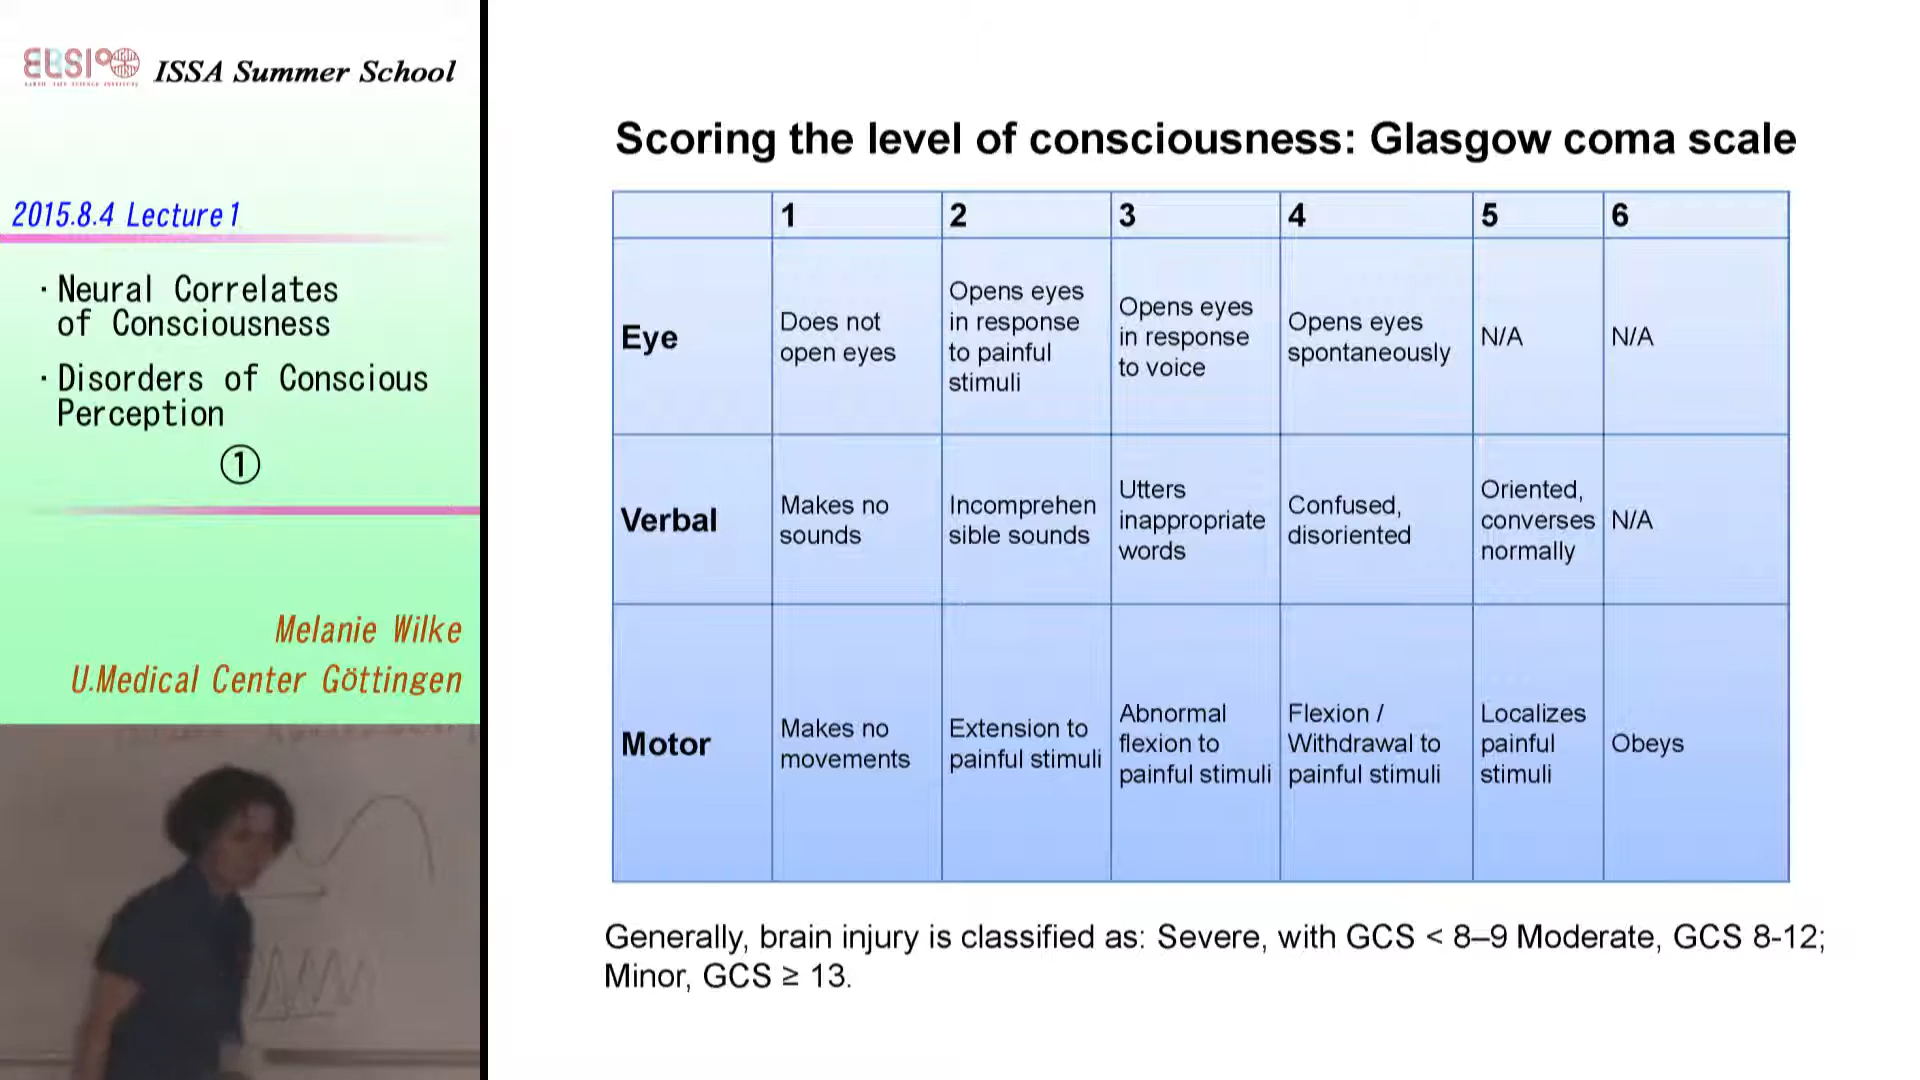 ELSI
EARTH-LIFE SCIENCE INSTITUTE
ISSA Summer School
2015.8.4 Lecture1
・Neural Correlates
of Consciousness
・Disorders of Conscious
Perception
①
Melanie Wilke
U.Medical Center Göttingen
Scoring the level of consciousness: Glasgow coma scale
1 2 3 4 5 6
Eye
Does not
open eyes
Opens eyes
in response
to painful
stimuli
Opens eyes
in response
to voice
Opens eyes
spontaneously
N/A
N/A
Verbal
Makes no
sounds
Incomprehen
sible sounds
Utters
inappropriate
words
Confused,
disoriented
Oriented,
converses
normally
N/A
Motor
Makes no
movements
Extension to
painful stimuli
Abnormal
flexion to
painful stimuli
Flexion /
Withdrawal to
painful stimuli
Localizes
painful
stimuli
Obeys
Generally, brain injury is classified as: Severe, with GCS < 8–9 Moderate, GCS 8-12;
Minor, GCS ≥ 13.